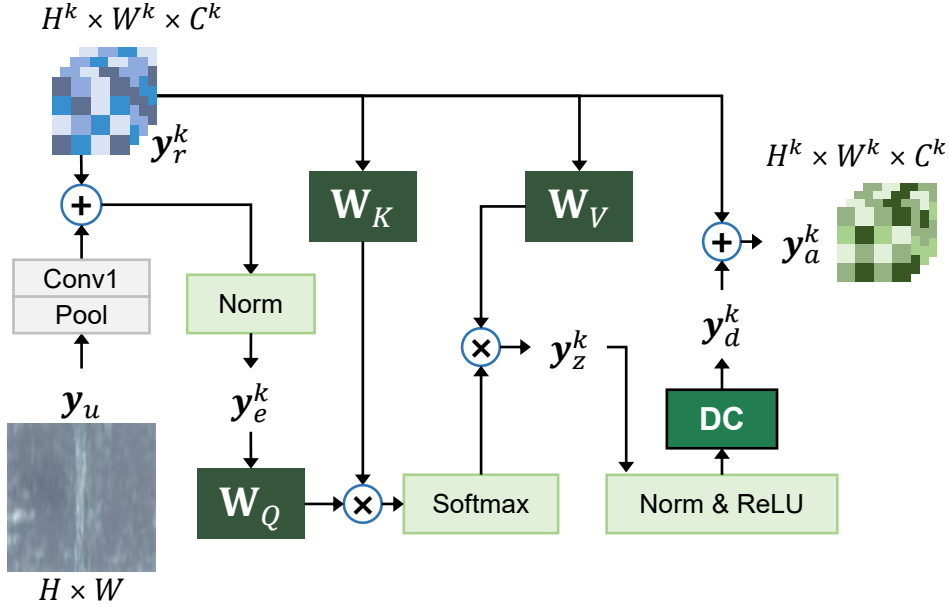 H^k × W^k × C^k
y_r^k
H^k × W^k × C^k
W_K
W_V
+
+
y_a^k
Conv1
Pool
Norm
y_d^k
×
y_z^k
y_u
y_e^k
DC
W_Q
×
Softmax
Norm & ReLU
H × W